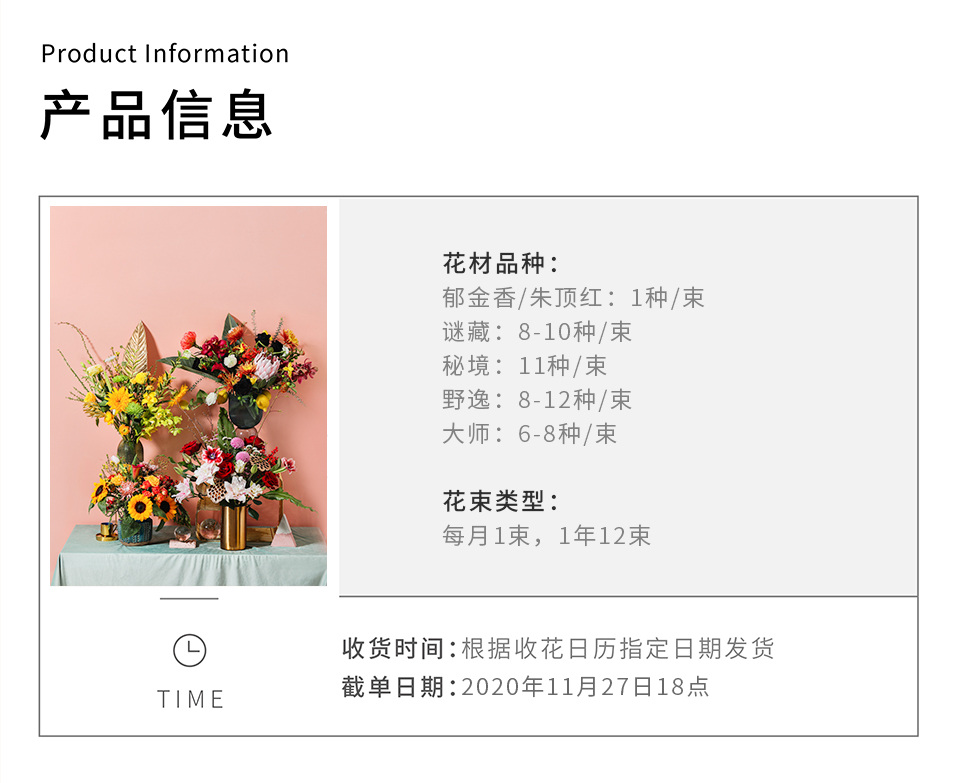 Product Information
产品信息
花材品种：
郁金香/朱顶红：1种/束
谜藏：8-10种/束
秘境：11种/束
野逸：8-12种/束
大师：6-8种/束
花束类型：
每月1束，1年12束
TIME
收货时间：根据收花日历指定日期发货
截单日期：2020年11月27日18点